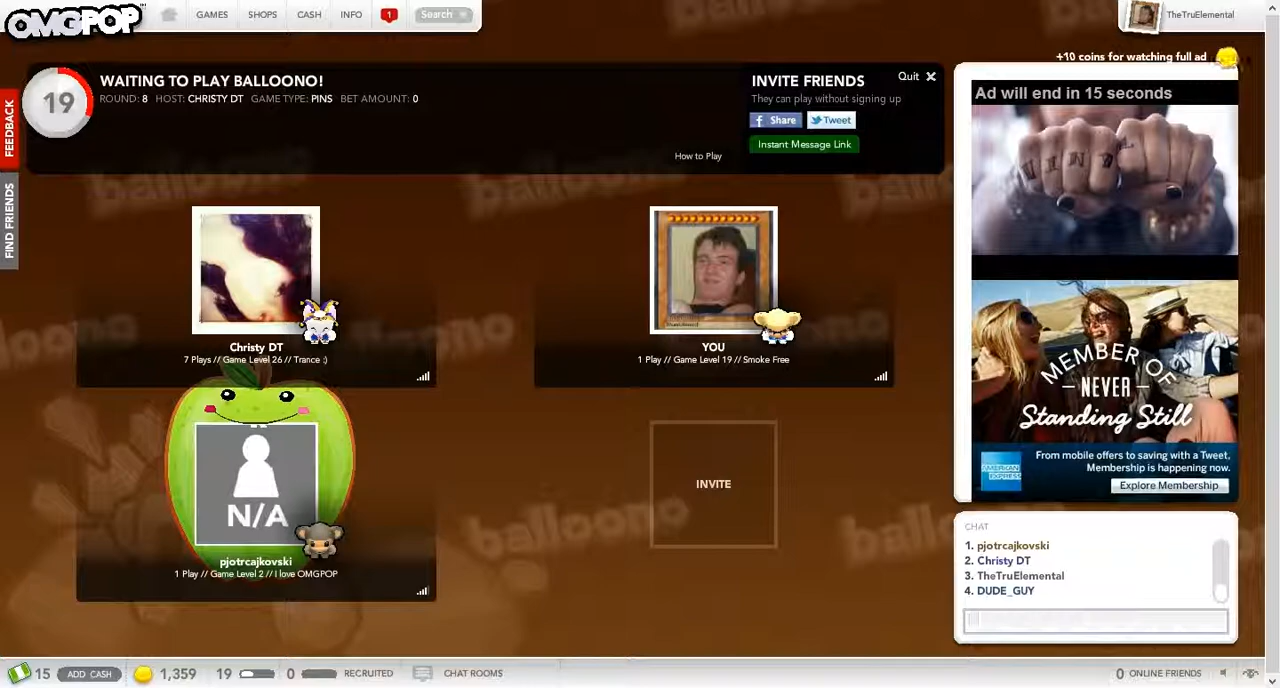 OMGPOP
GAMES SHOPS CASH INFO 1 Search
TheTruElemental
+10 coins for watching full ad
FEEDBACK
FIND FRIENDS
19
WAITING TO PLAY BALLOONO!
ROUND: 8 HOST: CHRISTY DT GAME TYPE: PINS BET AMOUNT: 0
How to Play
INVITE FRIENDS
Quit
They can play without signing up
f Share
Tweet
Instant Message Link
Christy DT
7 Plays // Game Level 26 // Trance :)
YOU
1 Play // Game Level 19 // Smoke Free
N/A
pjotrcajkovski
1 Play // Game Level 2 // I love OMGPOP
INVITE
balloono
Ad will end in 15 seconds
MEMBER OF
NEVER
Standing Still
AMERICAN EXPRESS
From mobile offers to saving with a Tweet,
Membership is happening now.
Explore Membership
CHAT
1. pjotrcajkovski
2. Christy DT
3. TheTruElemental
4. DUDE_GUY
15 ADD CASH 1,359 19 0 RECRUITED CHAT ROOMS 0 ONLINE FRIENDS